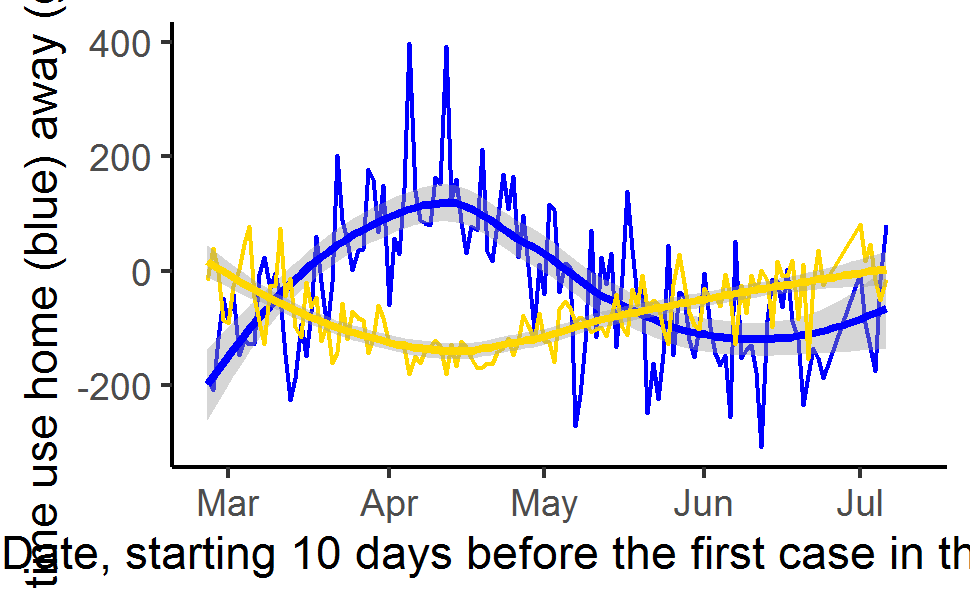 time use home (blue) away (
400
200
0
-200
Mar Apr May Jun Jul
Date, starting 10 days before the first case in th